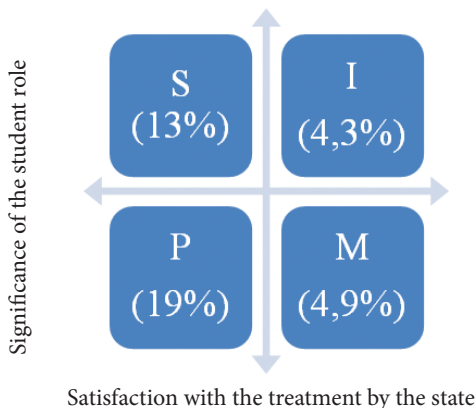 Significance of the student role
S
(13%)
I
(4,3%)
P
(19%)
M
(4,9%)
Satisfaction with the treatment by the state